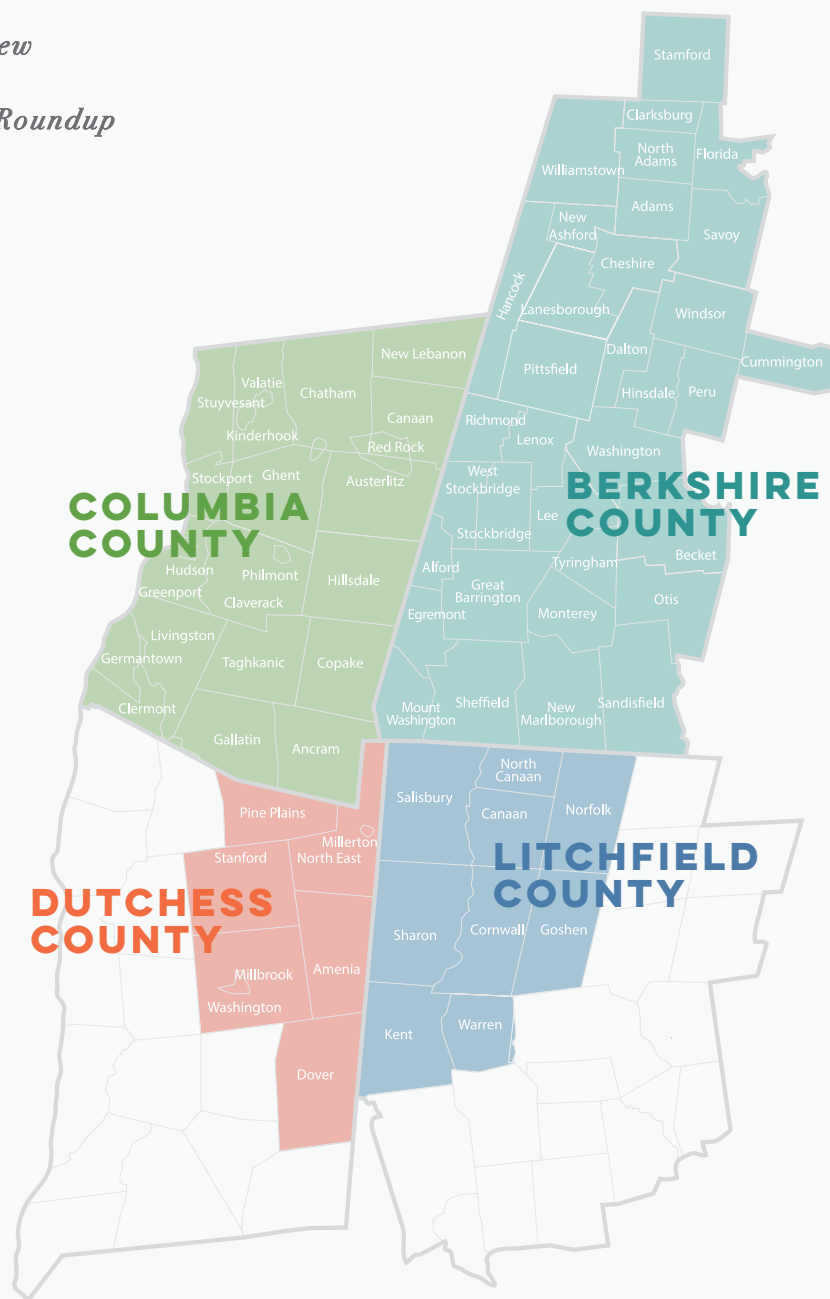 ew
Roundup
Stamford
Clarksburg
North
Adams
Florida
Williamstown
Adams
New
Ashford
Savoy
Cheshire
Hancock
Lanesborough
Windsor
Dalton
Cummington
Pittsfield
Hinsdale
Peru
Richmond
Lenox
Washington
West
Stockbridge
BERKSHIRE
COUNTY
Lee
Stockbridge
Becket
Tyringham
Alford
Great
Barrington
Otis
Egremont
Monterey
Mount
Washington
Sheffield
New
Marlborough
Sandisfield
New Lebanon
Valatie
Chatham
Stuyvesant
Canaan
Kinderhook
Red Rock
Stockport
Ghent
Austerlitz
COLUMBIA
COUNTY
Hudson
Philmont
Hillsdale
Greenport
Claverack
Livingston
Germantown
Taghkanic
Copake
Clermont
Gallatin
Ancram
Pine Plains
Millerton
Stanford
North East
DUTCHESS
COUNTY
Amenia
Millbrook
Washington
Dover
North
Canaan
Salisbury
Canaan
Norfolk
LITCHFIELD
COUNTY
Sharon
Cornwall
Goshen
Kent
Warren